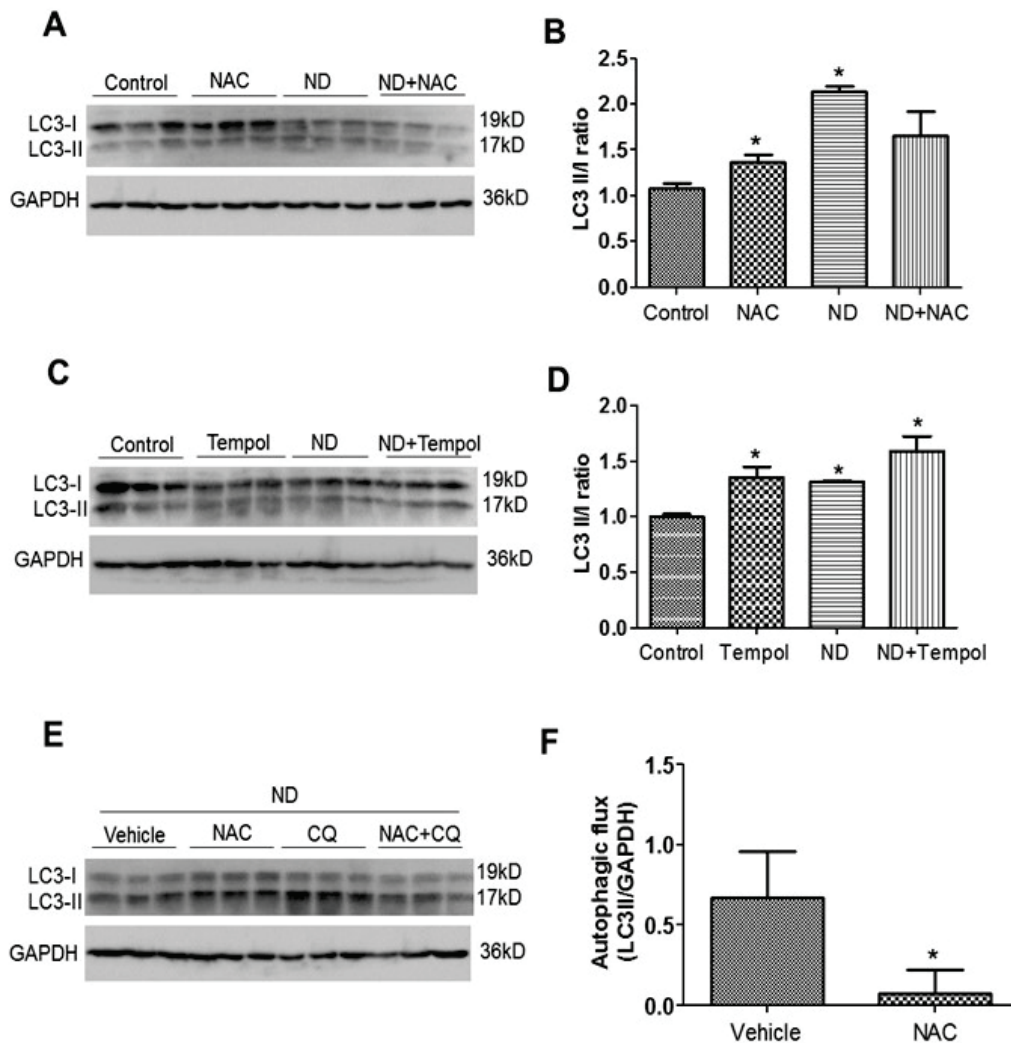 A
Control NAC ND ND+NAC
LC3-I 19kD
LC3-II 17kD
GAPDH 36kD
B
LC3 II/I ratio
2.5
2.0
1.5
1.0
0.5
0.0
*
*
Control NAC ND ND+NAC
C
Control Tempol ND ND+Tempol
LC3-I 19kD
LC3-II 17kD
GAPDH 36kD
D
LC3 II/I ratio
2.0
1.5
1.0
0.5
0.0
*
*
*
Control Tempol ND ND+Tempol
E
ND
Vehicle NAC CQ NAC+CQ
LC3-I 19kD
LC3-II 17kD
GAPDH 36kD
F
Autophagic flux
(LC3II/GAPDH)
1.5
1.0
0.5
0.0
*
Vehicle NAC